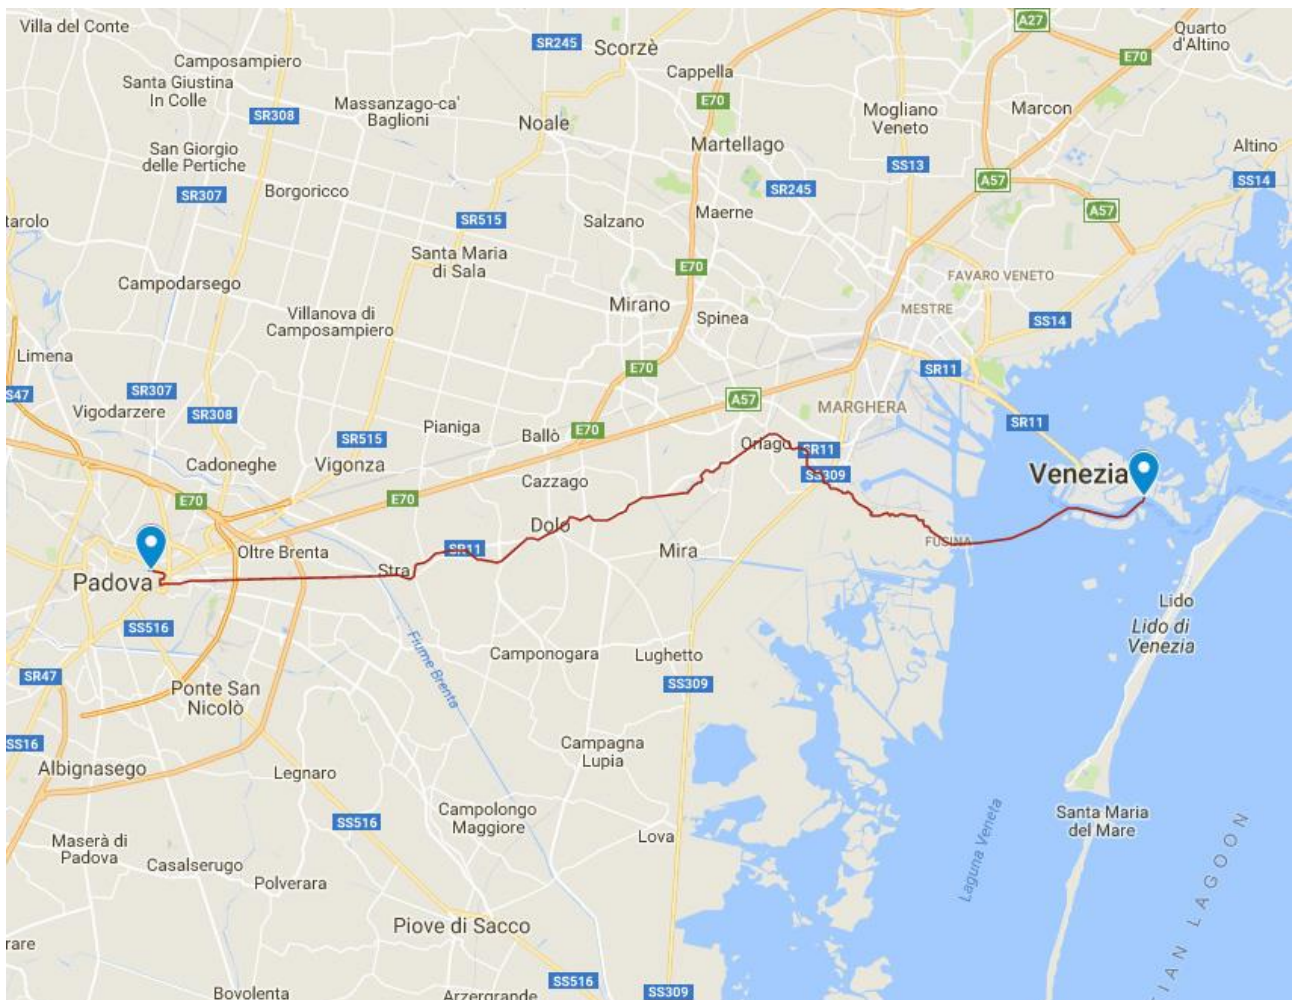 Villa del Conte
SR245
Scorzè
A27
Quarto
d'Altino
Camposampiero
Cappella
E70
Santa Giustina
In Colle
Massanzago-ca'
Baglioni
SR308
E70
Mogliano
Veneto
Marcon
Noale
Martellago
Altino
San Giorgio
delle Pertiche
SS13
SR307
Borgoricco
SR245
A57
SS14
tarolo
SR515
Salzano
Maerne
A57
Santa Maria
di Sala
E70
FAVARO VENETO
Campodarsego
Mirano
Villanova di
Camposampiero
Spinea
MESTRE
SS14
Limena
E70
SR11
S47
SR307
Vigodarzere
SR308
A57
MARGHERA
Pianiga
Ballò
E70
SR11
SR515
Oriago
SR11
Cadoneghe
Vigonza
SS309
Venezia
Cazzago
E70
E70
Dolo
Oltre Brenta
SR11
Mira
FUSINA
Stra
Padova
Lido
SS516
Lido di
Venezia
Fiume Brenta
Camponogara
Lughetto
SR47
SS309
Ponte San
Nicolò
SS16
Campagna
Lupia
Albignasego
Legnaro
Campolongo
Maggiore
Santa Maria
del Mare
SS516
Lova
Laguna Veneta
Maserà di
Padova
Casalserugo
Polverara
IAN LAGOON
Piove di Sacco
rare
SS516
SS309
Bovolenta
Arzergrande